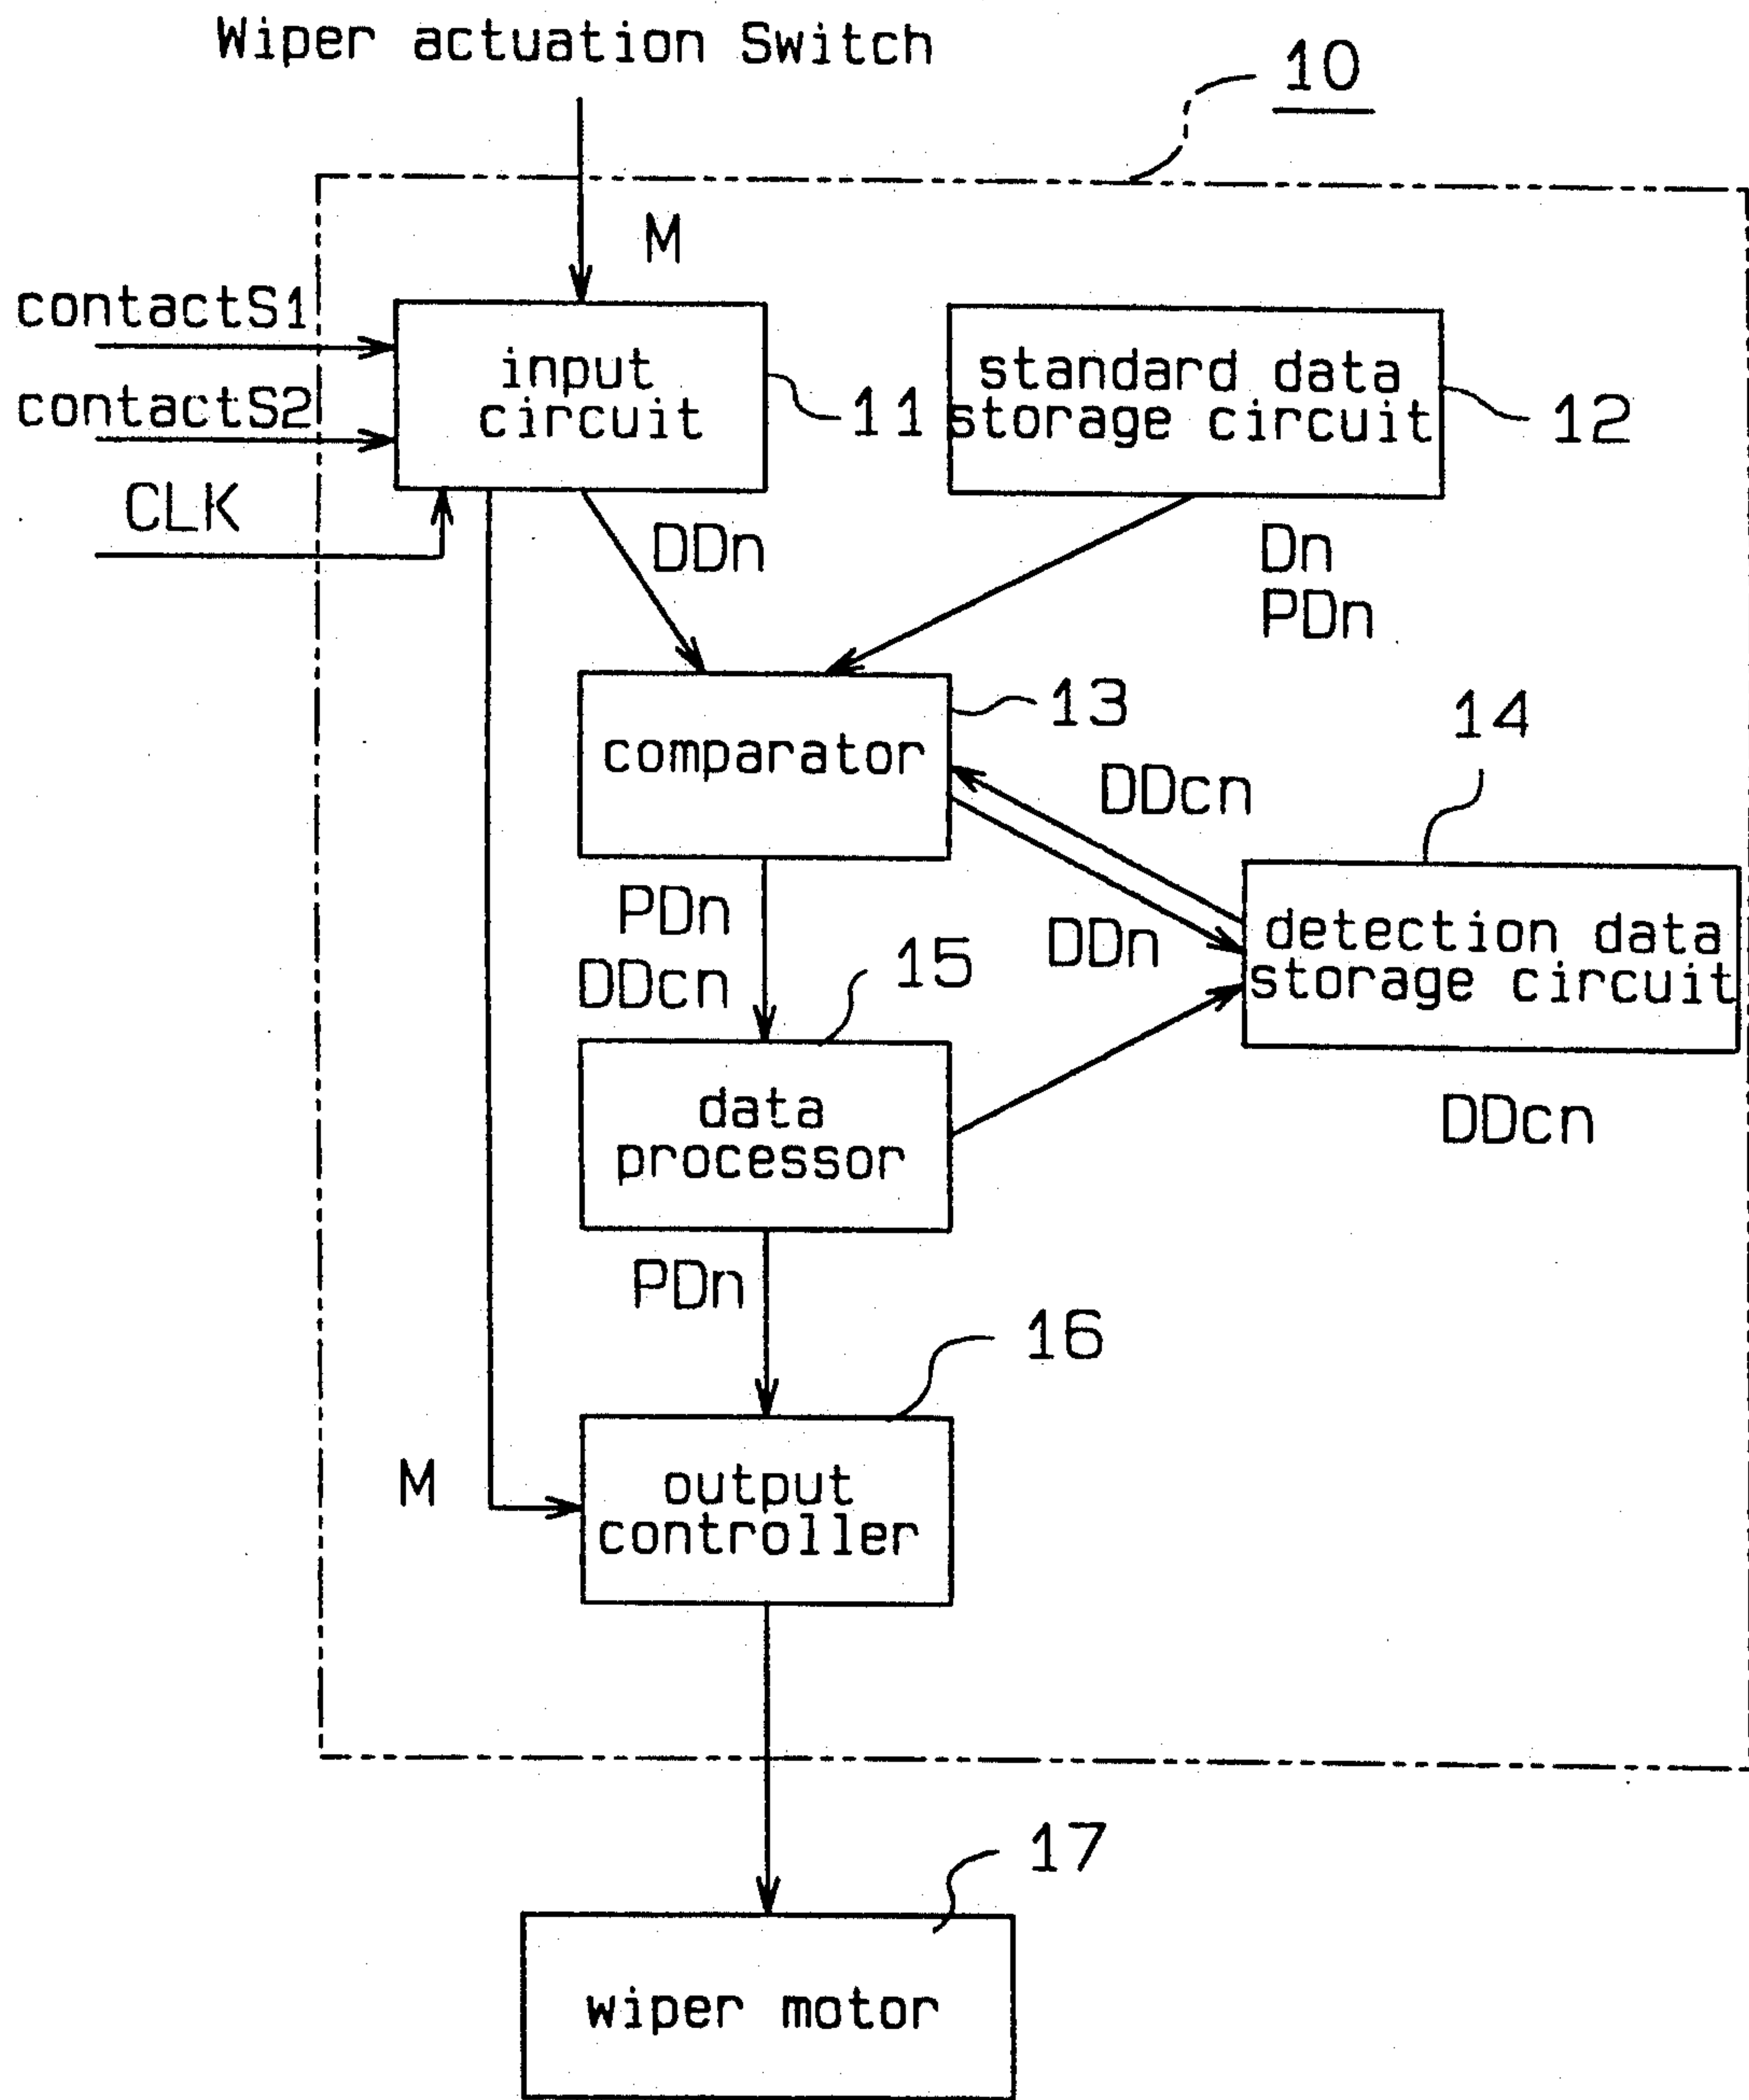 Wiper actuation Switch
10
M
contactS1
contactS2
CLK
input
circuit
11
standard data
storage circuit
12
DDn
Dn
PDn
comparator
13
14
DDcn
DDn
detection data
storage circuit
DDcn
PDn
DDcn
15
data
processor
PDn
16
M
output
controller
17
wiper motor